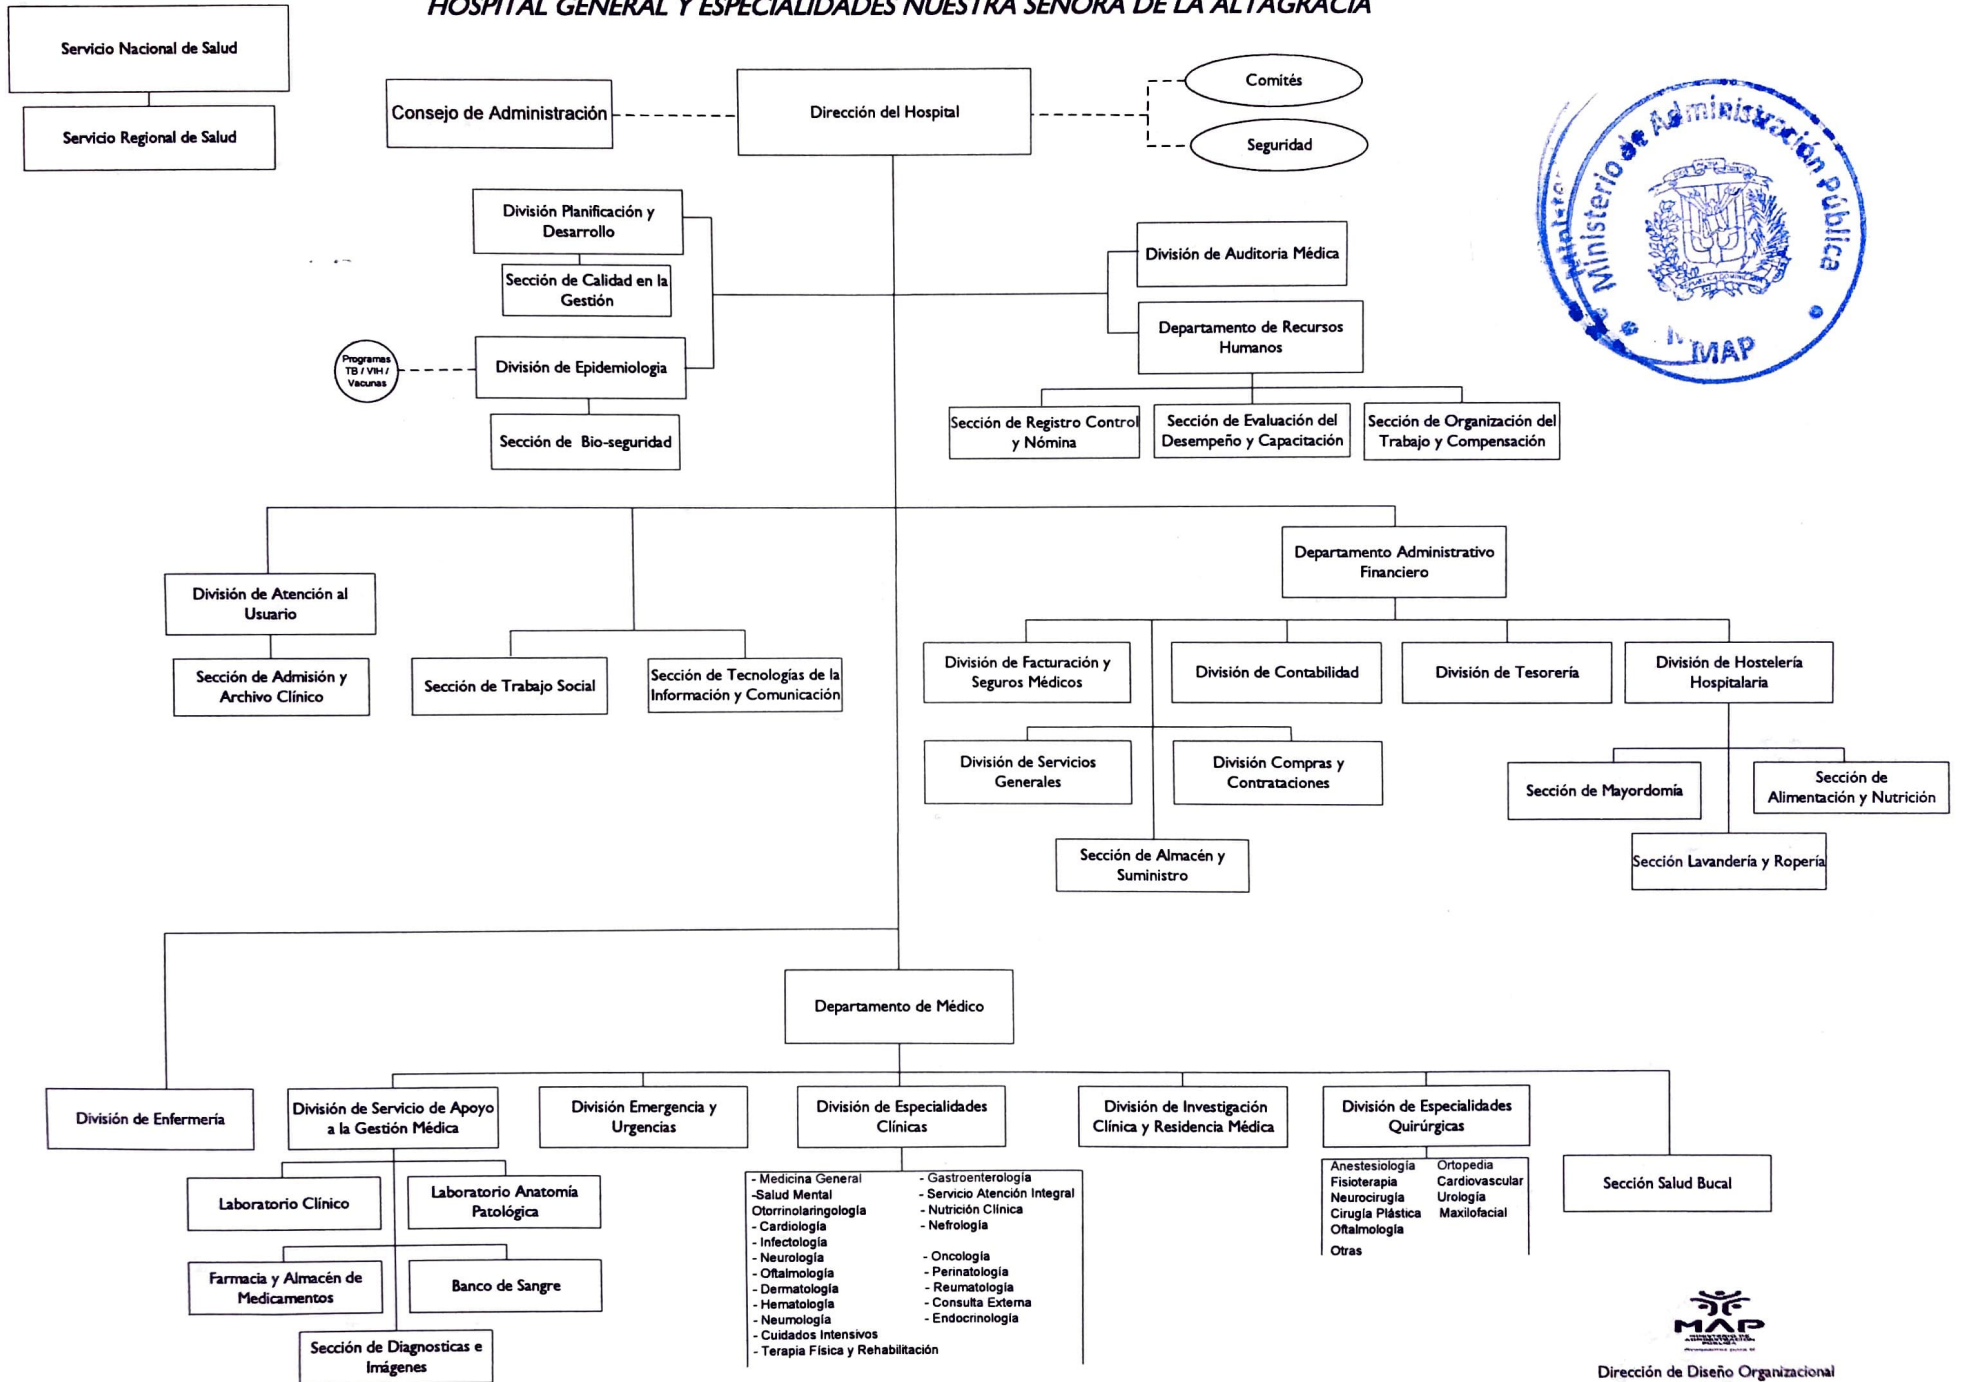 HOSPITAL GENERAL Y ESPECIALIDADES NUESTRA SEÑORA DE LA ALTAGRACIA
Servicio Nacional de Salud
Servicio Regional de Salud
Consejo de Administración
Dirección del Hospital
Comités
Seguridad
Ministerio de Administración Pública
MAP
División Planificación y
Desarrollo
Sección de Calidad en la
Gestión
División de Auditoria Médica
Departamento de Recursos
Humanos
Programas
TB / VIH /
Vacunas
División de Epidemiologia
Sección de Bio-seguridad
Sección de Registro Control
y Nómina
Sección de Evaluación del
Desempeño y Capacitación
Sección de Organización del
Trabajo y Compensación
Departamento Administrativo
Financiero
División de Atención al
Usuario
Sección de Admisión y
Archivo Clínico
Sección de Trabajo Social
Sección de Tecnologías de la
Información y Comunicación
División de Facturación y
Seguros Médicos
División de Contabilidad
División de Tesorería
División de Hostelería
Hospitalaria
División de Servicios
Generales
División Compras y
Contrataciones
Sección de Mayordomía
Sección de
Alimentación y Nutrición
Sección de Almacén y
Suministro
Sección Lavandería y Ropería
Departamento de Médico
División de Enfermería
División de Servicio de Apoyo
a la Gestión Médica
División Emergencia y
Urgencias
División de Especialidades
Clínicas
División de Investigación
Clínica y Residencia Médica
División de Especialidades
Quirúrgicas
Sección Salud Bucal
Laboratorio Clínico
Laboratorio Anatomía
Patológica
Farmacia y Almacén de
Medicamentos
Banco de Sangre
Sección de Diagnosticas e
Imágenes
- Medicina General
-Salud Mental
Otorrinolaringología
- Cardiología
- Infectología
- Neurología
- Oftalmología
- Dermatología
- Hematología
- Neumología
- Cuidados Intensivos
- Terapia Física y Rehabilitación
- Gastroenterología
- Servicio Atención Integral
- Nutrición Clínica
- Nefrología
- Oncología
- Perinatología
- Reumatología
- Consulta Externa
- Endocrinología
Anestesiología
Fisioterapia
Neurocirugía
Cirugía Plástica
Oftalmología
Otras
Ortopedia
Cardiovascular
Urología
Maxilofacial
MAP
MINISTERIO DE
ADMINISTRACIÓN
PÚBLICA
Dirección de Diseño Organizacional